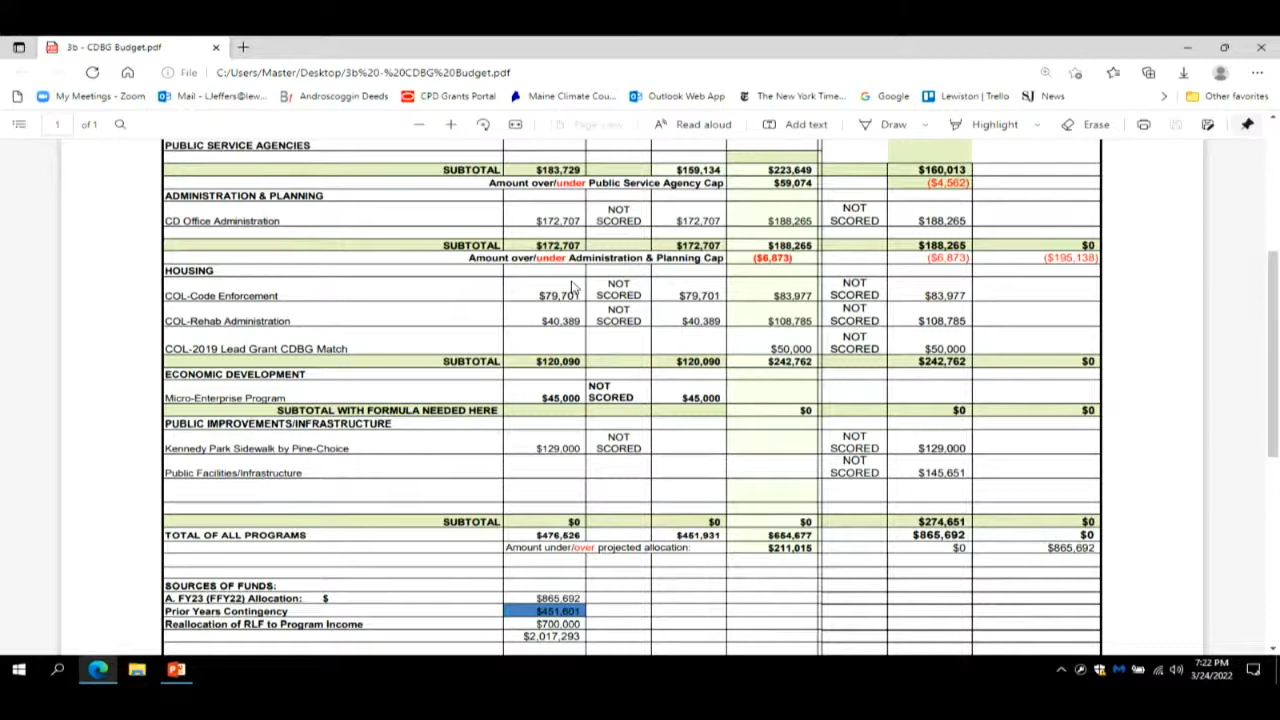 3b - CDBG Budget.pdf
File C:/Users/Master/Desktop/3b%20-%20CDBG%20Budget.pdf
My Meetings - Zoom Mail - LJeffers@lew... Androscoggin Deeds CPD Grants Portal Maine Climate Cou... Outlook Web App The New York Time... Google Lewiston | Trello News Other favorites
1 of 1 Page view Read aloud Add text Draw Highlight Erase
PUBLIC SERVICE AGENCIES
SUBTOTAL $183,729 $159,134 $223,649 $160,013
Amount over/under Public Service Agency Cap $59,074 ($4,562)
ADMINISTRATION & PLANNING
CD Office Administration $172,707 NOT SCORED $172,707 $188,265 NOT SCORED $188,265
SUBTOTAL $172,707 $172,707 $188,265 $188,265 $0
Amount over/under Administration & Planning Cap ($6,873) ($6,873) ($195,138)
HOUSING
COL-Code Enforcement $79,701 NOT SCORED $79,701 $83,977 NOT SCORED $83,977
COL-Rehab Administration $40,389 NOT SCORED $40,389 $108,785 NOT SCORED $108,785
COL-2019 Lead Grant CDBG Match $50,000 NOT SCORED $50,000
SUBTOTAL $120,090 $120,090 $242,762 $242,762 $0
ECONOMIC DEVELOPMENT
Micro-Enterprise Program $45,000 NOT SCORED $45,000
SUBTOTAL WITH FORMULA NEEDED HERE $0 $0 $0
PUBLIC IMPROVEMENTS/INFRASTRUCTURE
Kennedy Park Sidewalk by Pine-Choice $129,000 NOT SCORED NOT SCORED $129,000
Public Facilities/Infrastructure NOT SCORED $145,651
SUBTOTAL $0 $0 $0 $274,651 $0
TOTAL OF ALL PROGRAMS $476,526 $451,931 $654,677 $865,692 $0
Amount under/over projected allocation: $211,015 $0 $865,692
SOURCES OF FUNDS:
A. FY23 (FFY22) Allocation: $ $865,692
Prior Years Contingency $451,601
Reallocation of RLF to Program Income $700,000
$2,017,293
7:22 PM
3/24/2022